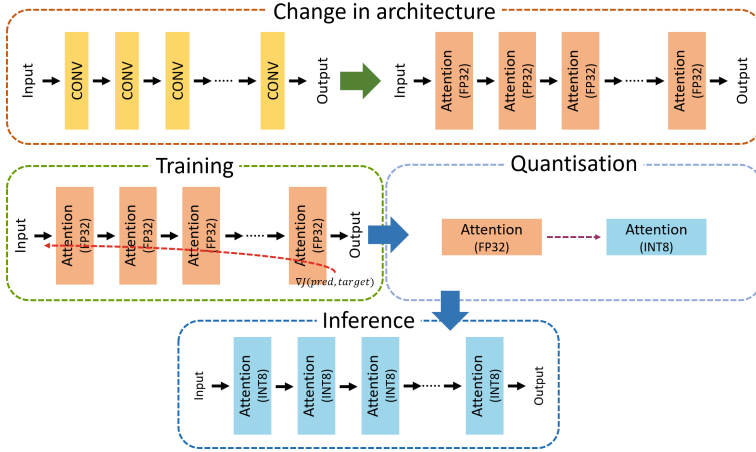 Change in architecture
Input
CONV
CONV
CONV
......
CONV
Output
Input
Attention
(FP32)
Attention
(FP32)
Attention
(FP32)
......
Attention
(FP32)
Output
Training
Input
Attention
(FP32)
Attention
(FP32)
Attention
(FP32)
......
Attention
(FP32)
Output
∇J(pred, target)
Quantisation
Attention
(FP32)
Attention
(INT8)
Inference
Input
Attention
(INT8)
Attention
(INT8)
Attention
(INT8)
......
Attention
(INT8)
Output